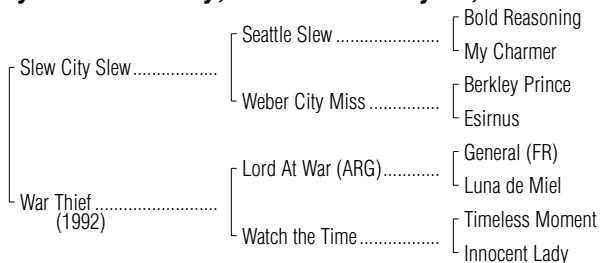 Bold Reasoning
Seattle Slew ....................
My Charmer
Slew City Slew.................
Berkley Prince
Weber City Miss ..............
Esirnus
General (FR)
Lord At War (ARG)............
Luna de Miel
War Thief ........................
(1992)
Timeless Moment
Watch the Time................
Innocent Lady